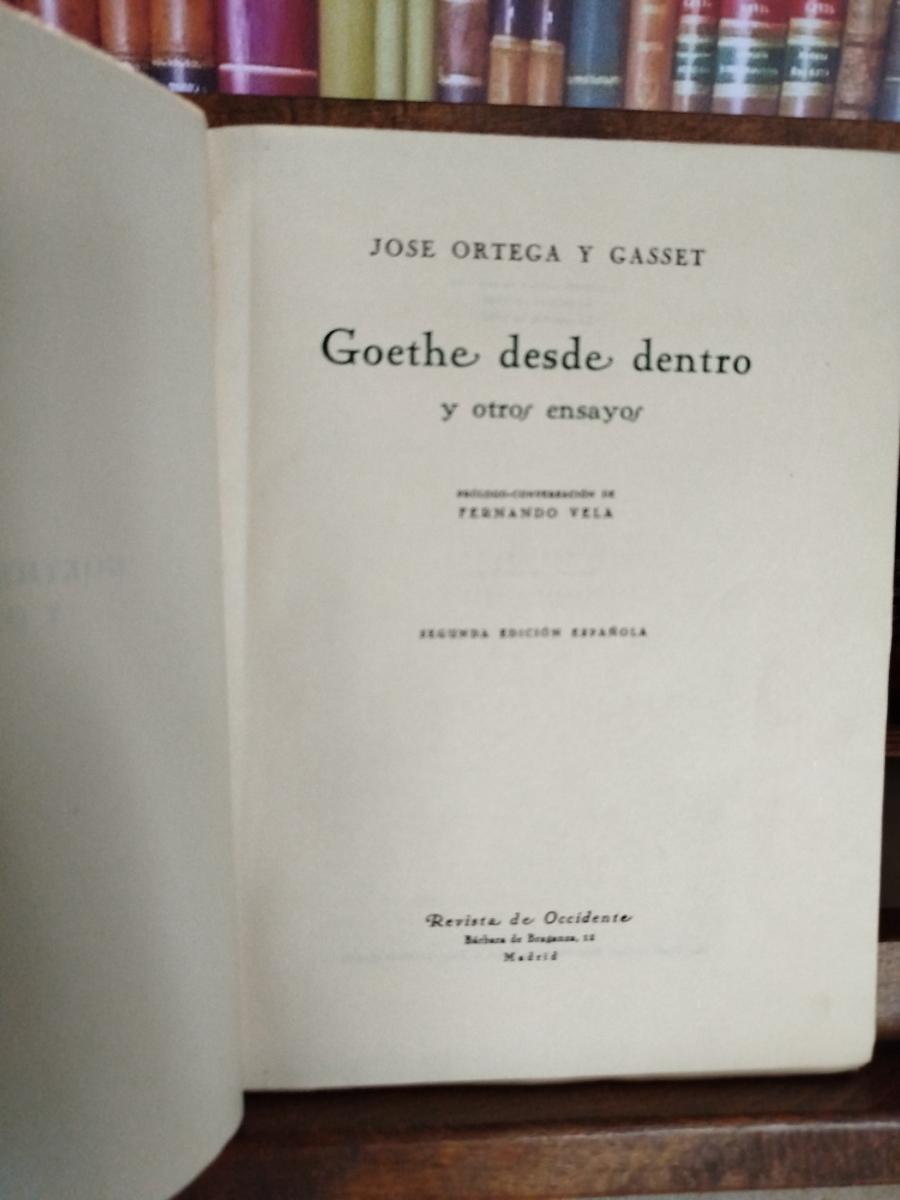 JOSE ORTEGA Y GASSET
Goethe desde dentro
y otros ensayos
PRÓLOGO-CONVERSACIÓN DE
FERNANDO VELA
SEGUNDA EDICIÓN ESPAÑOLA
Revista de Occidente
Bárbara de Braganza, 12
Madrid